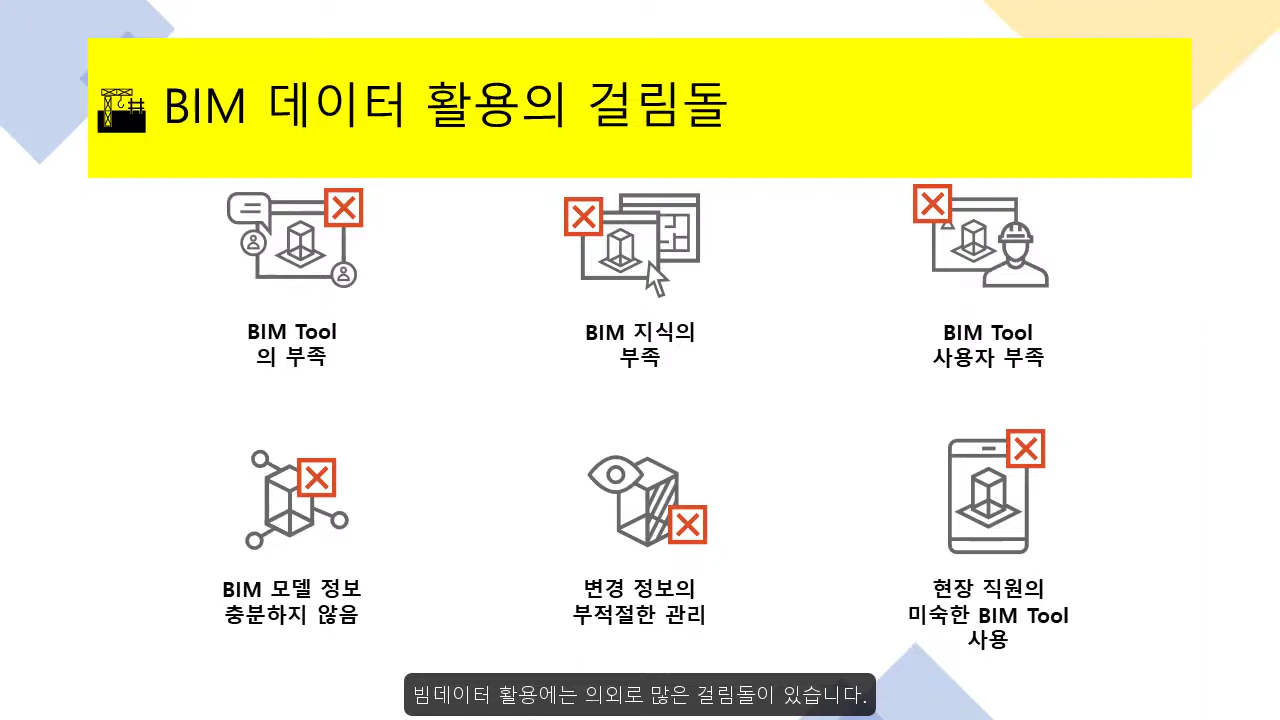 BIM 데이터 활용의 걸림돌
BIM Tool
의 부족
BIM 지식의
부족
BIM Tool
사용자 부족
BIM 모델 정보
충분하지 않음
변경 정보의
부적절한 관리
현장 직원의
미숙한 BIM Tool
사용
빔데이터 활용에는 의외로 많은 걸림돌이 있습니다.